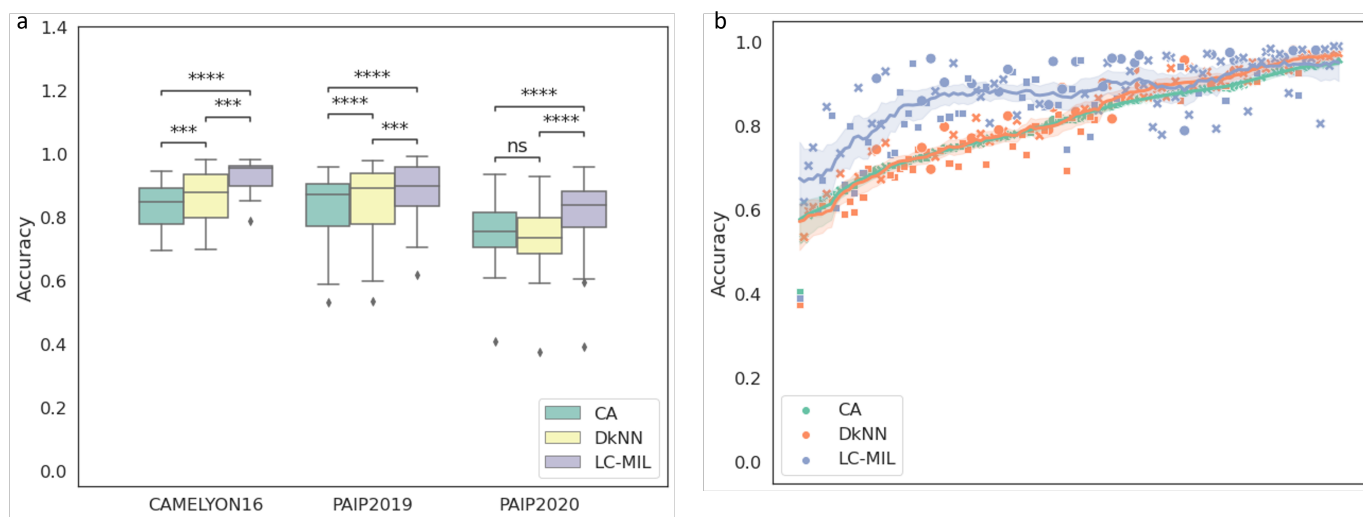 a
1.4
1.2
1.0
0.8
0.6
0.4
0.2
0.0
Accuracy
****
***
***
****
****
***
****
****
ns
CA
DkNN
LC-MIL
CAMELYON16
PAIP2019
PAIP2020
b
1.0
0.8
0.6
0.4
0.2
0.0
Accuracy
CA
DkNN
LC-MIL